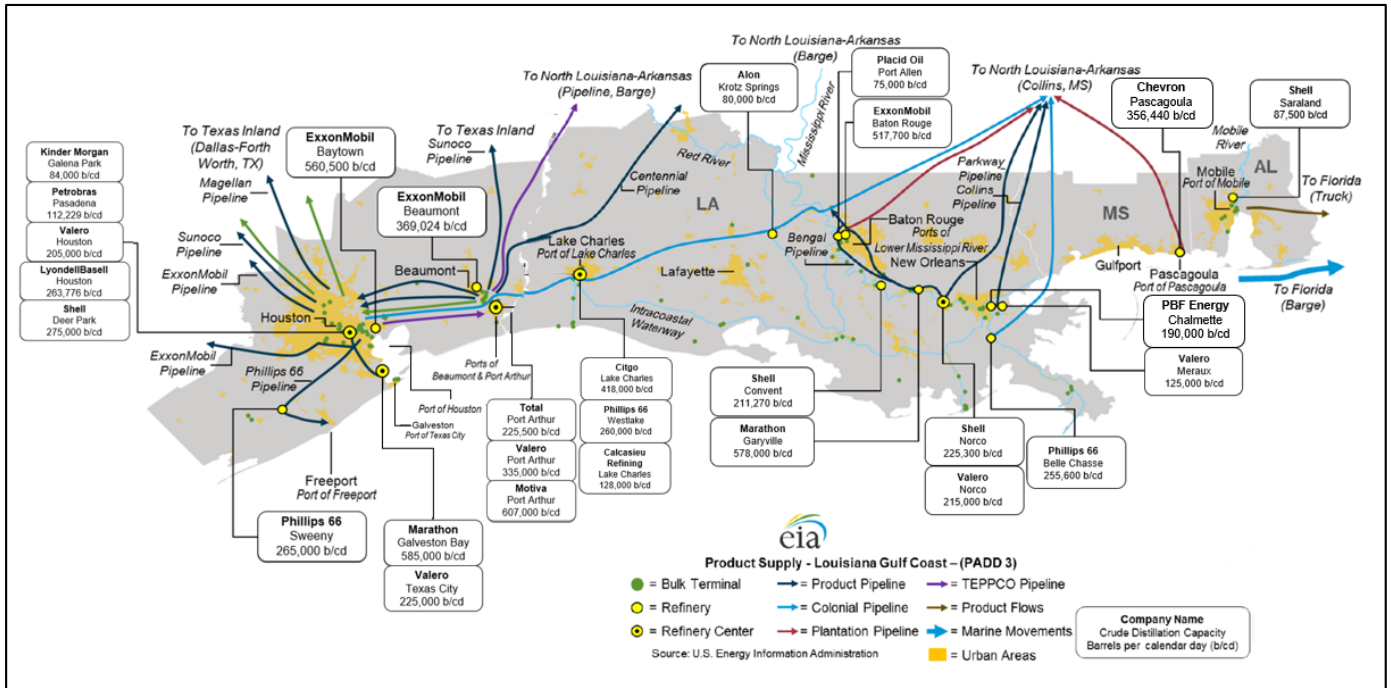 To North Louisiana-Arkansas
(Barge)
To North Louisiana-Arkansas
(Pipeline, Barge)
To North Louisiana-Arkansas
(Collins, MS)
Alon
Krotz Springs
80,000 b/cd
Placid Oil
Port Allen
75,000 b/cd
ExxonMobil
Baton Rouge
517,700 b/cd
Chevron
Pascagoula
356,440 b/cd
Shell
Saraland
87,500 b/cd
Mississippi River
Red River
Mobile
River
AL
Mobile
Port of Mobile
To Florida
(Truck)
To Texas Inland
(Dallas-Forth
Worth, TX)
Magellan
Pipeline
ExxonMobil
Baytown
560,500 b/cd
To Texas Inland
Sunoco
Pipeline
ExxonMobil
Beaumont
369,024 b/cd
Centennial
Pipeline
LA
Parkway
Pipeline
Collins
Pipeline
MS
Kinder Morgan
Galena Park
84,000 b/cd
Petrobras
Pasadena
112,229 b/cd
Valero
Houston
205,000 b/cd
LyondellBasell
Houston
263,776 b/cd
Shell
Deer Park
275,000 b/cd
Sunoco
Pipeline
ExxonMobil
Pipeline
Houston
ExxonMobil
Pipeline
Phillips 66
Pipeline
Beaumont
Lake Charles
Port of Lake Charles
Lafayette
Bengal
Pipeline
Baton Rouge
Ports of
Lower Mississippi River
New Orleans
Gulfport
Pascagoula
Port of Pascagoula
To Florida
(Barge)
Intracoastal
Waterway
Ports of
Beaumont & Port Arthur
Port of Houston
Galveston
Port of Texas City
Freeport
Port of Freeport
Phillips 66
Sweeny
265,000 b/cd
Marathon
Galveston Bay
585,000 b/cd
Valero
Texas City
225,000 b/cd
Total
Port Arthur
225,500 b/cd
Valero
Port Arthur
335,000 b/cd
Motiva
Port Arthur
607,000 b/cd
Citgo
Lake Charles
418,000 b/cd
Phillips 66
Westlake
260,000 b/cd
Calcasieu
Refining
Lake Charles
128,000 b/cd
Shell
Convent
211,270 b/cd
Marathon
Garyville
578,000 b/cd
Shell
Norco
225,300 b/cd
Valero
Norco
215,000 b/cd
Phillips 66
Belle Chasse
255,600 b/cd
PBF Energy
Chalmette
190,000 b/cd
Valero
Meraux
125,000 b/cd
eia
Product Supply - Louisiana Gulf Coast – (PADD 3)
= Bulk Terminal
= Product Pipeline
= TEPPCO Pipeline
= Refinery
= Colonial Pipeline
= Product Flows
= Refinery Center
= Plantation Pipeline
= Marine Movements
Source: U.S. Energy Information Administration
= Urban Areas
Company Name
Crude Distillation Capacity
Barrels per calendar day (b/cd)